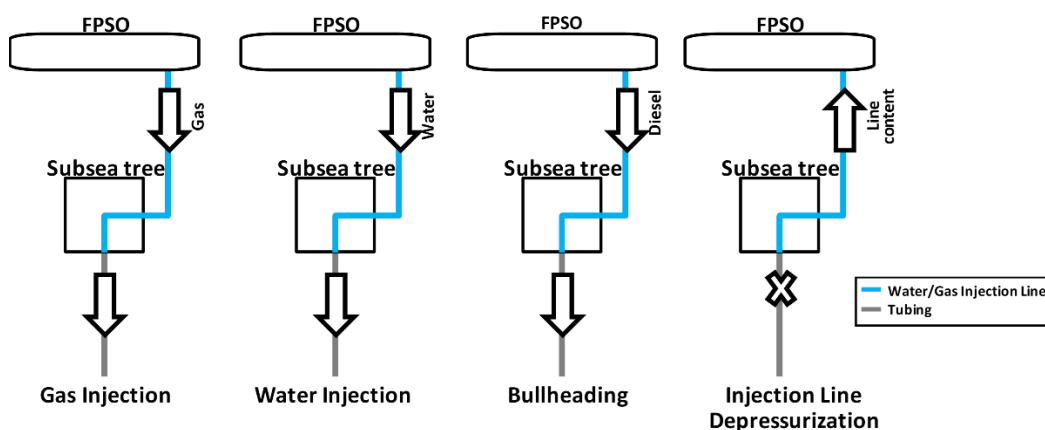 FPSO
Gas
Subsea tree
Gas Injection
FPSO
Water
Subsea tree
Water Injection
FPSO
Diesel
Subsea tree
Bullheading
FPSO
Line
content
Subsea tree
Injection Line
Depressurization
Water/Gas Injection Line
Tubing